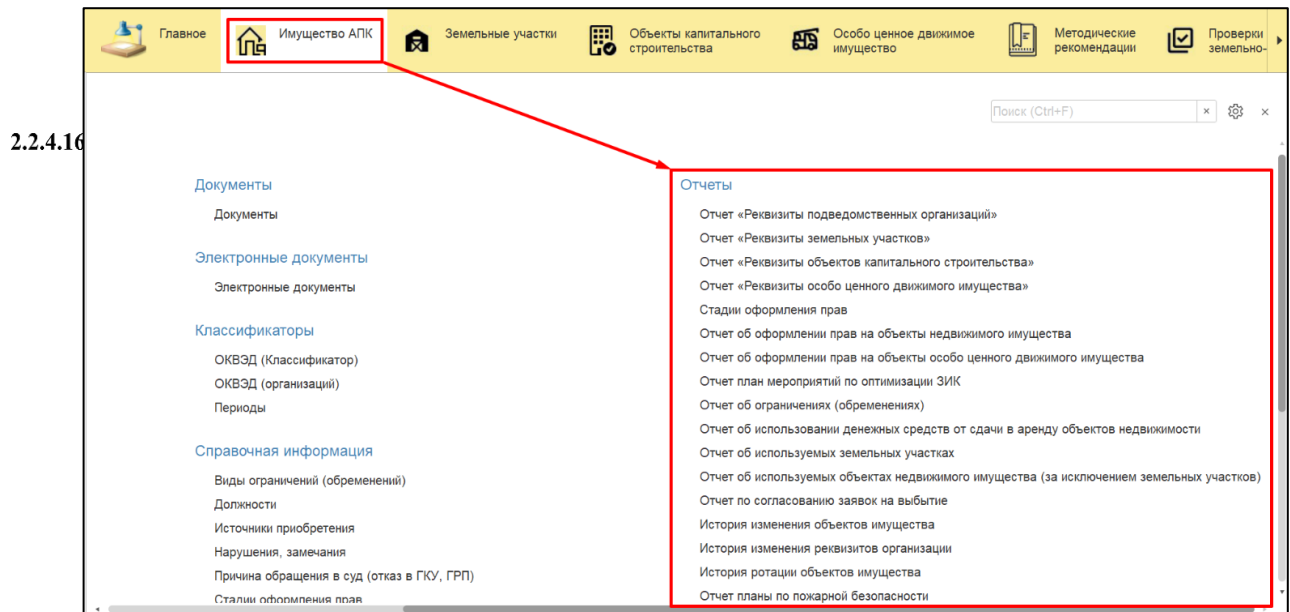 Главное
Имущество АПК
Земельные участки
Объекты капитального
строительства
Особо ценное движимое
имущество
Методические
рекомендации
Проверки
земельно-
Поиск (Ctrl+F)
2.2.4.16
Документы
Документы
Электронные документы
Электронные документы
Классификаторы
ОКВЭД (Классификатор)
ОКВЭД (организаций)
Периоды
Справочная информация
Виды ограничений (обременений)
Должности
Источники приобретения
Нарушения, замечания
Причина обращения в суд (отказ в ГКУ, ГРП)
Стадии оформления прав
Отчеты
Отчет «Реквизиты подведомственных организаций»
Отчет «Реквизиты земельных участков»
Отчет «Реквизиты объектов капитального строительства»
Отчет «Реквизиты особо ценного движимого имущества»
Стадии оформления прав
Отчет об оформлении прав на объекты недвижимого имущества
Отчет об оформлении прав на объекты особо ценного движимого имущества
Отчет план мероприятий по оптимизации ЗИК
Отчет об ограничениях (обременениях)
Отчет об использовании денежных средств от сдачи в аренду объектов недвижимости
Отчет об используемых земельных участках
Отчет об используемых объектах недвижимого имущества (за исключением земельных участков)
Отчет по согласованию заявок на выбытие
История изменения объектов имущества
История изменения реквизитов организации
История ротации объектов имущества
Отчет планы по пожарной безопасности